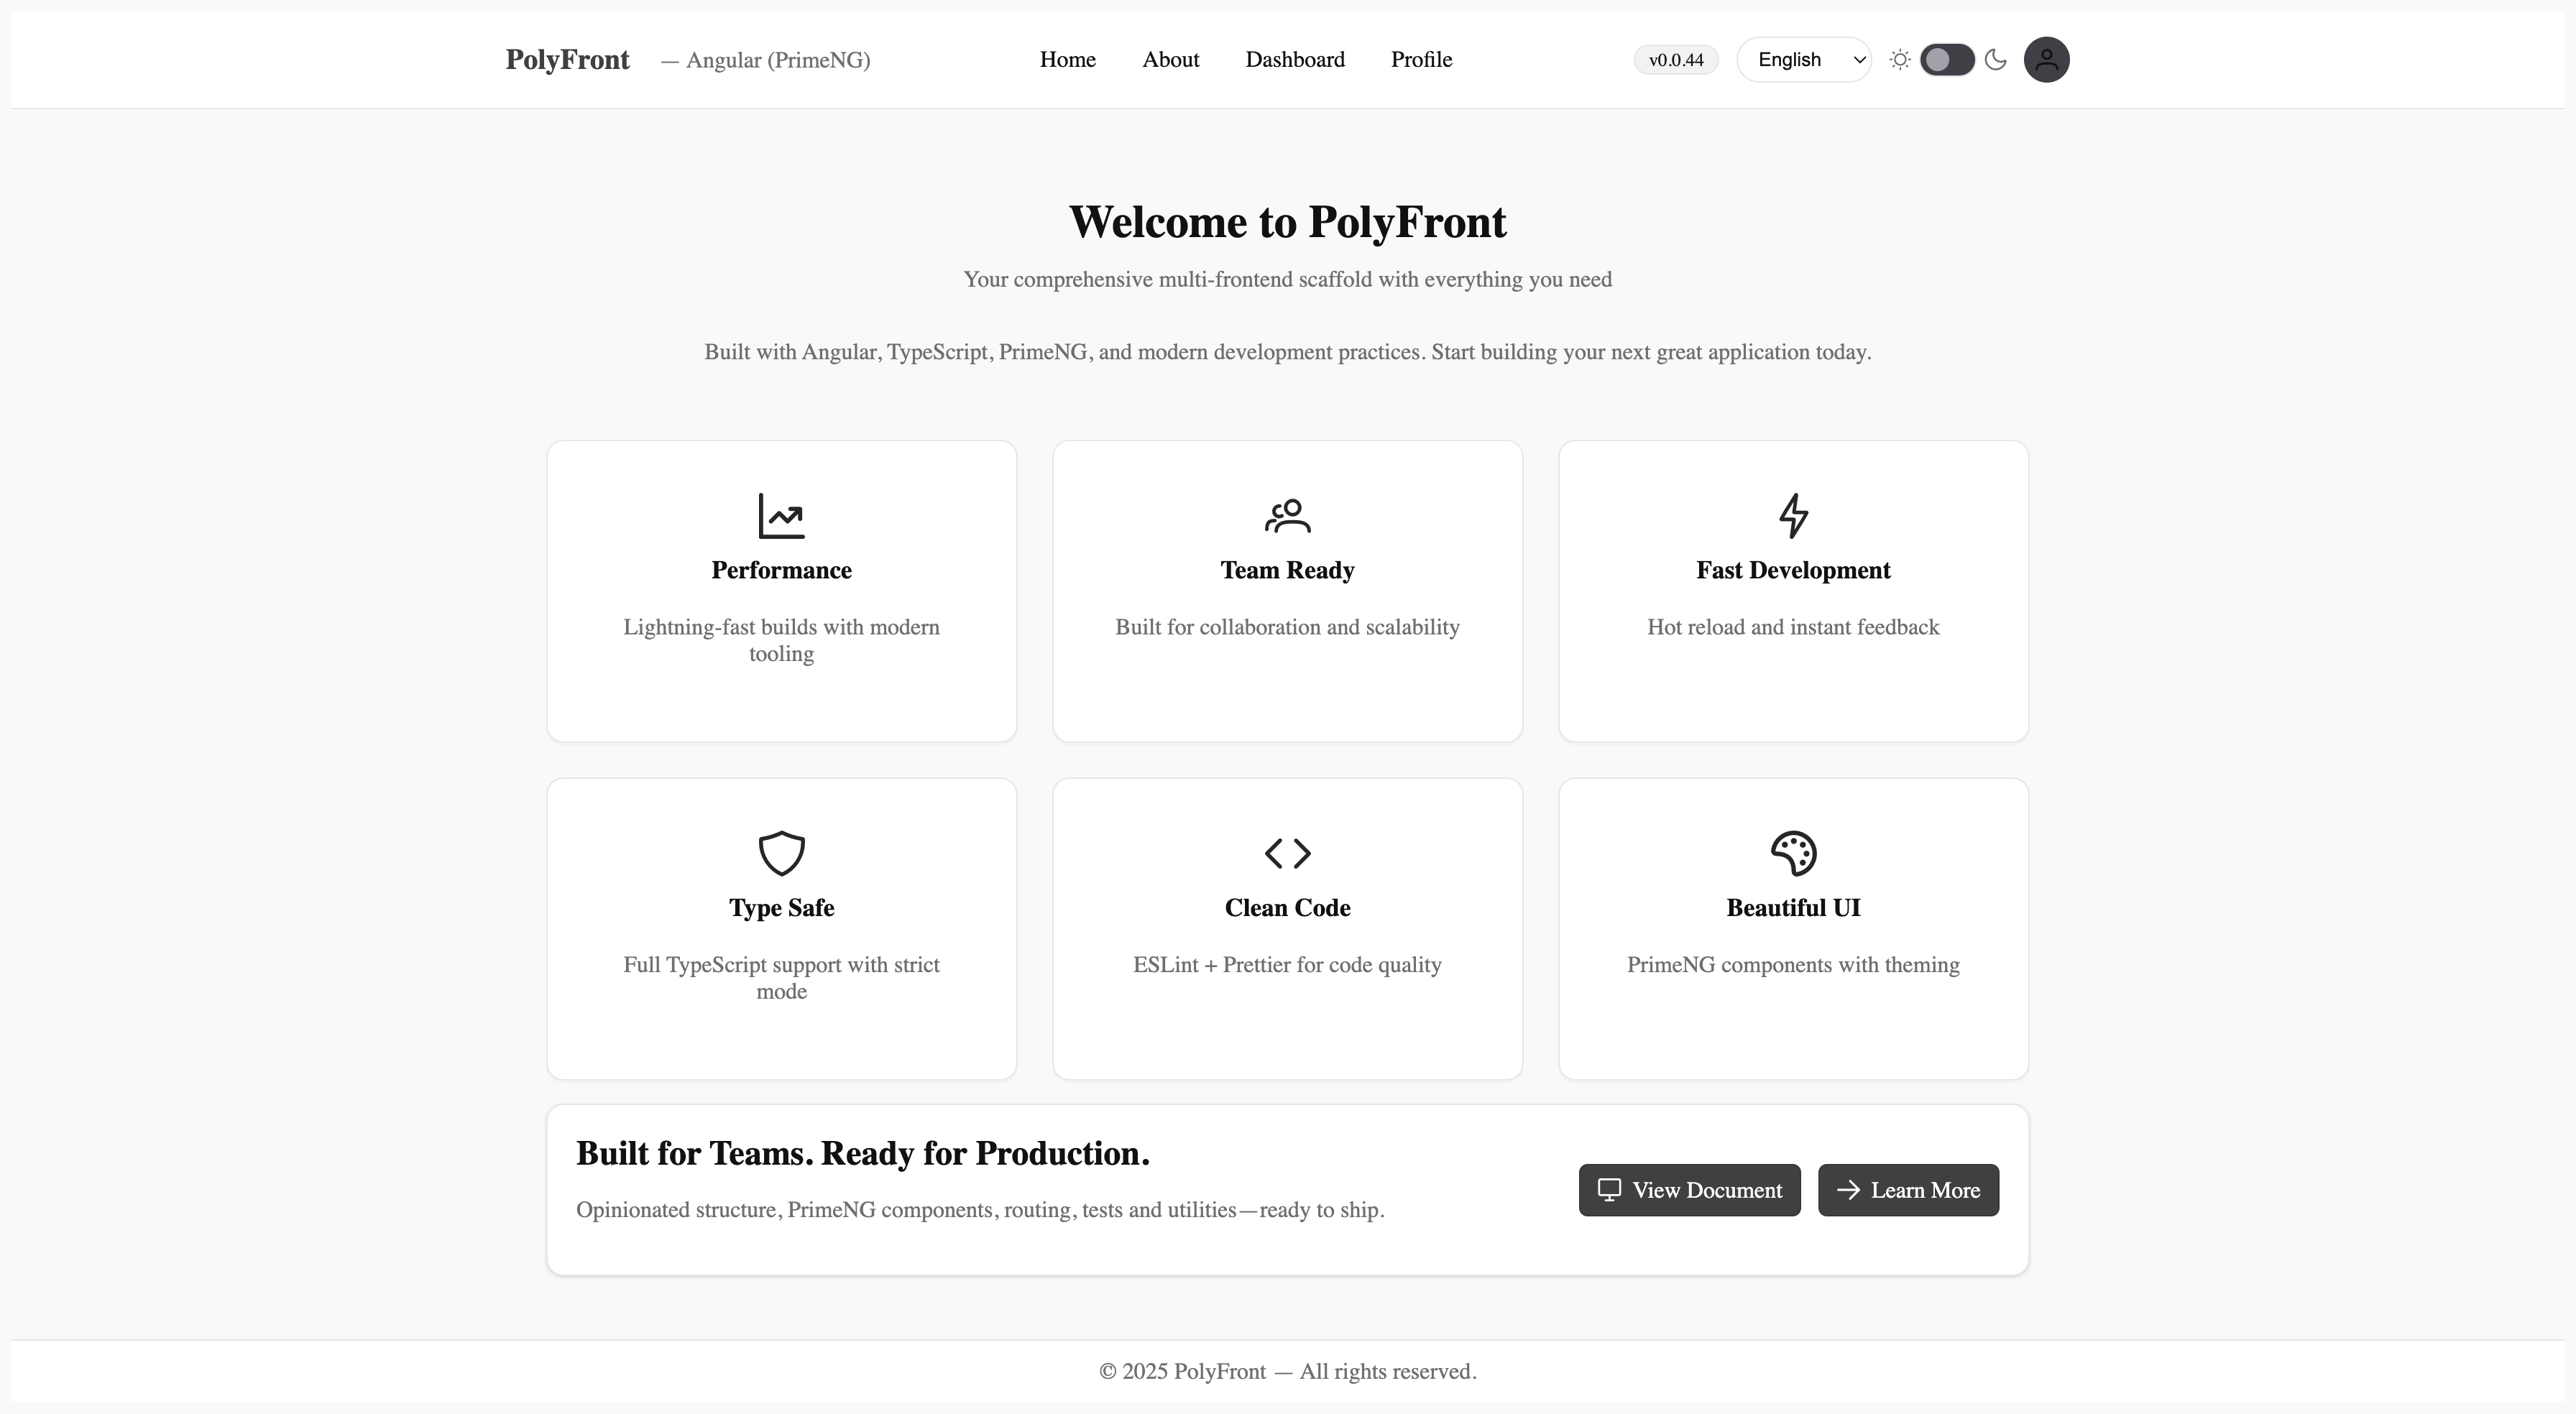 PolyFront — Angular (PrimeNG) Home About Dashboard Profile v0.0.44 English
Welcome to PolyFront
Your comprehensive multi-frontend scaffold with everything you need
Built with Angular, TypeScript, PrimeNG, and modern development practices. Start building your next great application today.
Performance
Lightning-fast builds with modern
tooling
Team Ready
Built for collaboration and scalability
Fast Development
Hot reload and instant feedback
Type Safe
Full TypeScript support with strict
mode
Clean Code
ESLint + Prettier for code quality
Beautiful UI
PrimeNG components with theming
Built for Teams. Ready for Production.
Opinionated structure, PrimeNG components, routing, tests and utilities—ready to ship.
View Document
Learn More
© 2025 PolyFront — All rights reserved.